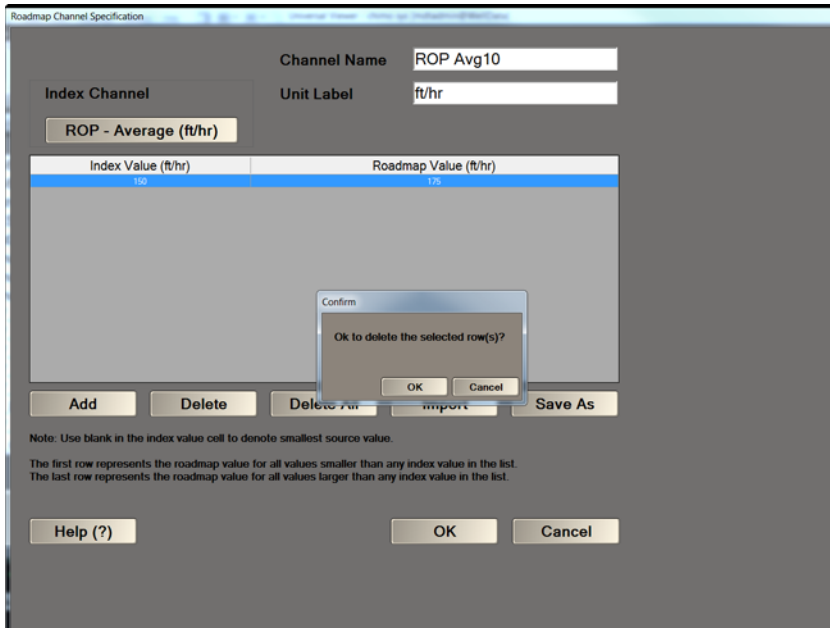 Roadmap Channel Specification
Channel Name
ROP Avg10
Index Channel
Unit Label
ft/hr
ROP - Average (ft/hr)
Index Value (ft/hr)
Roadmap Value (ft/hr)
150
175
Confirm
Ok to delete the selected row(s)?
OK
Cancel
Add
Delete
Delete All
Import
Save As
Note: Use blank in the index value cell to denote smallest source value.
The first row represents the roadmap value for all values smaller than any index value in the list.
The last row represents the roadmap value for all values larger than any index value in the list.
Help (?)
OK
Cancel